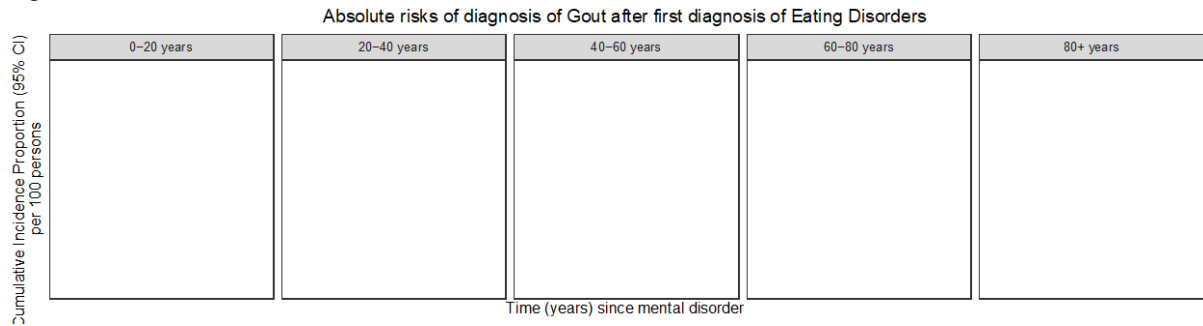 Absolute risks of diagnosis of Gout after first diagnosis of Eating Disorders
Cumulative Incidence Proportion (95% CI)
per 100 persons
0−20 years
20−40 years
40−60 years
60−80 years
80+ years
Time (years) since mental disorder